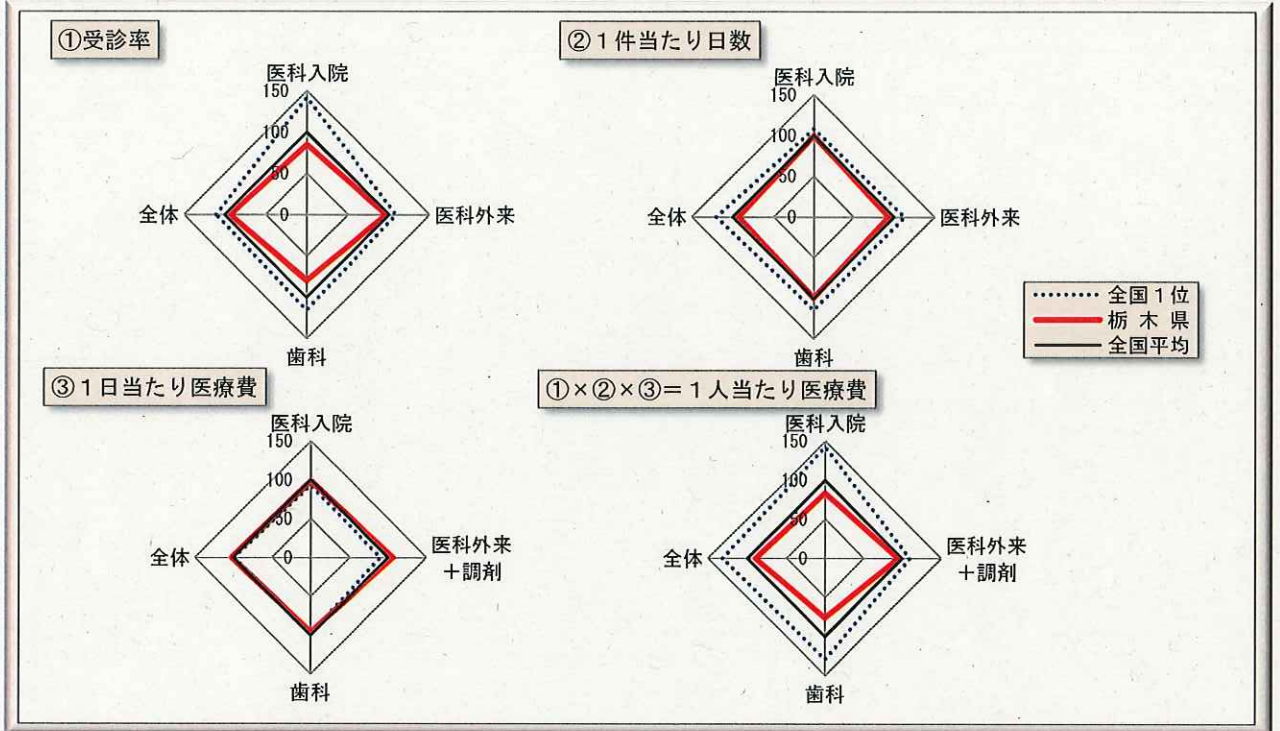 ①受診率
医科入院
150
100
50
0
全体
医科外来
歯科
②１件当たり日数
医科入院
150
100
50
0
全体
医科外来
歯科
全国１位
栃木県
全国平均
③１日当たり医療費
医科入院
150
100
50
0
全体
医科外来
＋調剤
歯科
①×②×③＝１人当たり医療費
医科入院
150
100
50
0
全体
医科外来
＋調剤
歯科